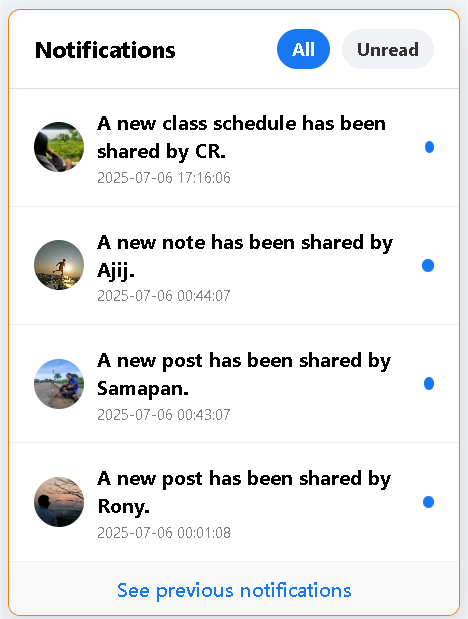 Notifications
All
Unread
A new class schedule has been
shared by CR.
2025-07-06 17:16:06
A new note has been shared by
Ajij.
2025-07-06 00:44:07
A new post has been shared by
Samapan.
2025-07-06 00:43:07
A new post has been shared by
Rony.
2025-07-06 00:01:08
See previous notifications